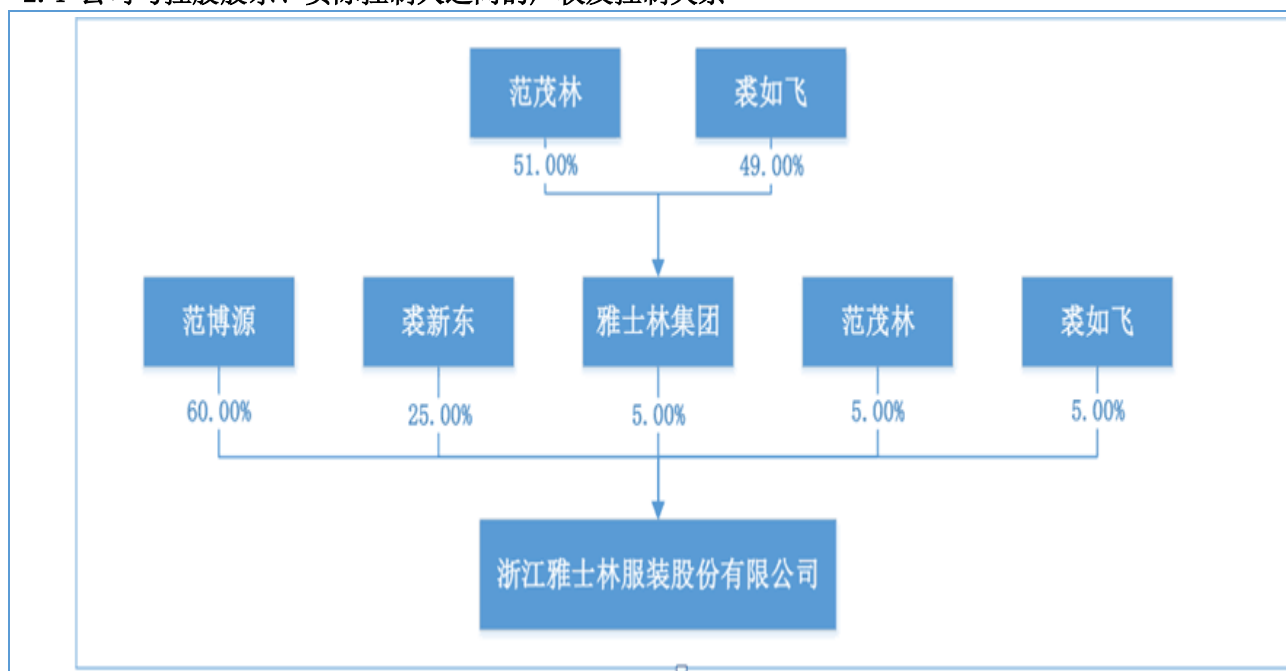 范茂林
裘如飞
51.00%
49.00%
范博源
裘新东
雅士林集团
范茂林
裘如飞
60.00%
25.00%
5.00%
5.00%
5.00%
浙江雅士林服装股份有限公司